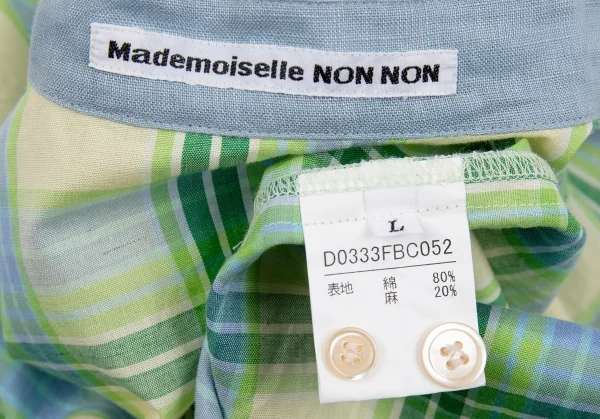 Mademoiselle NON NON
L
D0333FBC052
表地 綿 80%
麻 20%